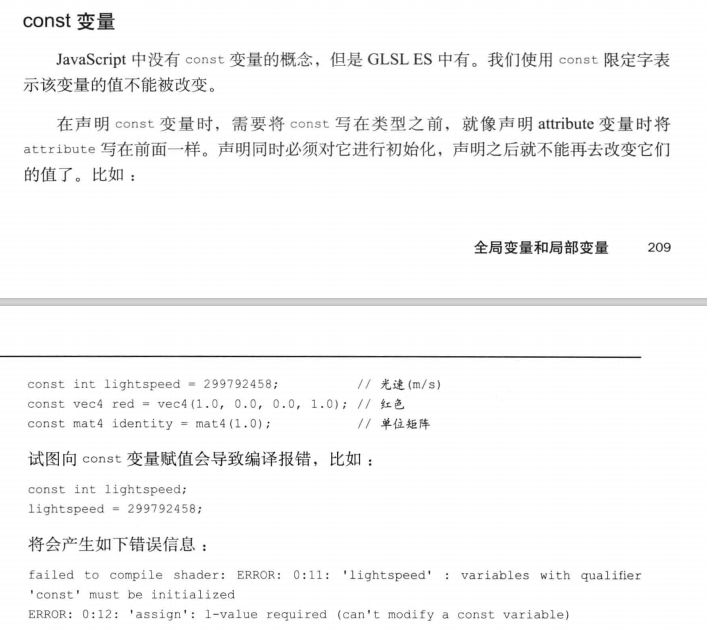 const 变量
JavaScript 中没有 const 变量的概念，但是 GLSL ES 中有。我们使用 const 限定字表
示该变量的值不能被改变。
在声明 const 变量时，需要将 const 写在类型之前，就像声明 attribute 变量时将
attribute 写在前面一样。声明同时必须对它进行初始化，声明之后就不能再去改变它们
的值了。比如：
全局变量和局部变量 209
const int lightspeed = 299792458; // 光速(m/s)
const vec4 red = vec4(1.0, 0.0, 0.0, 1.0); // 红色
const mat4 identity = mat4(1.0); // 单位矩阵
试图向 const 变量赋值会导致编译报错，比如：
const int lightspeed;
lightspeed = 299792458;
将会产生如下错误信息：
failed to compile shader: ERROR: 0:11: 'lightspeed' : variables with qualifier
'const' must be initialized
ERROR: 0:12: 'assign': l-value required (can't modify a const variable)